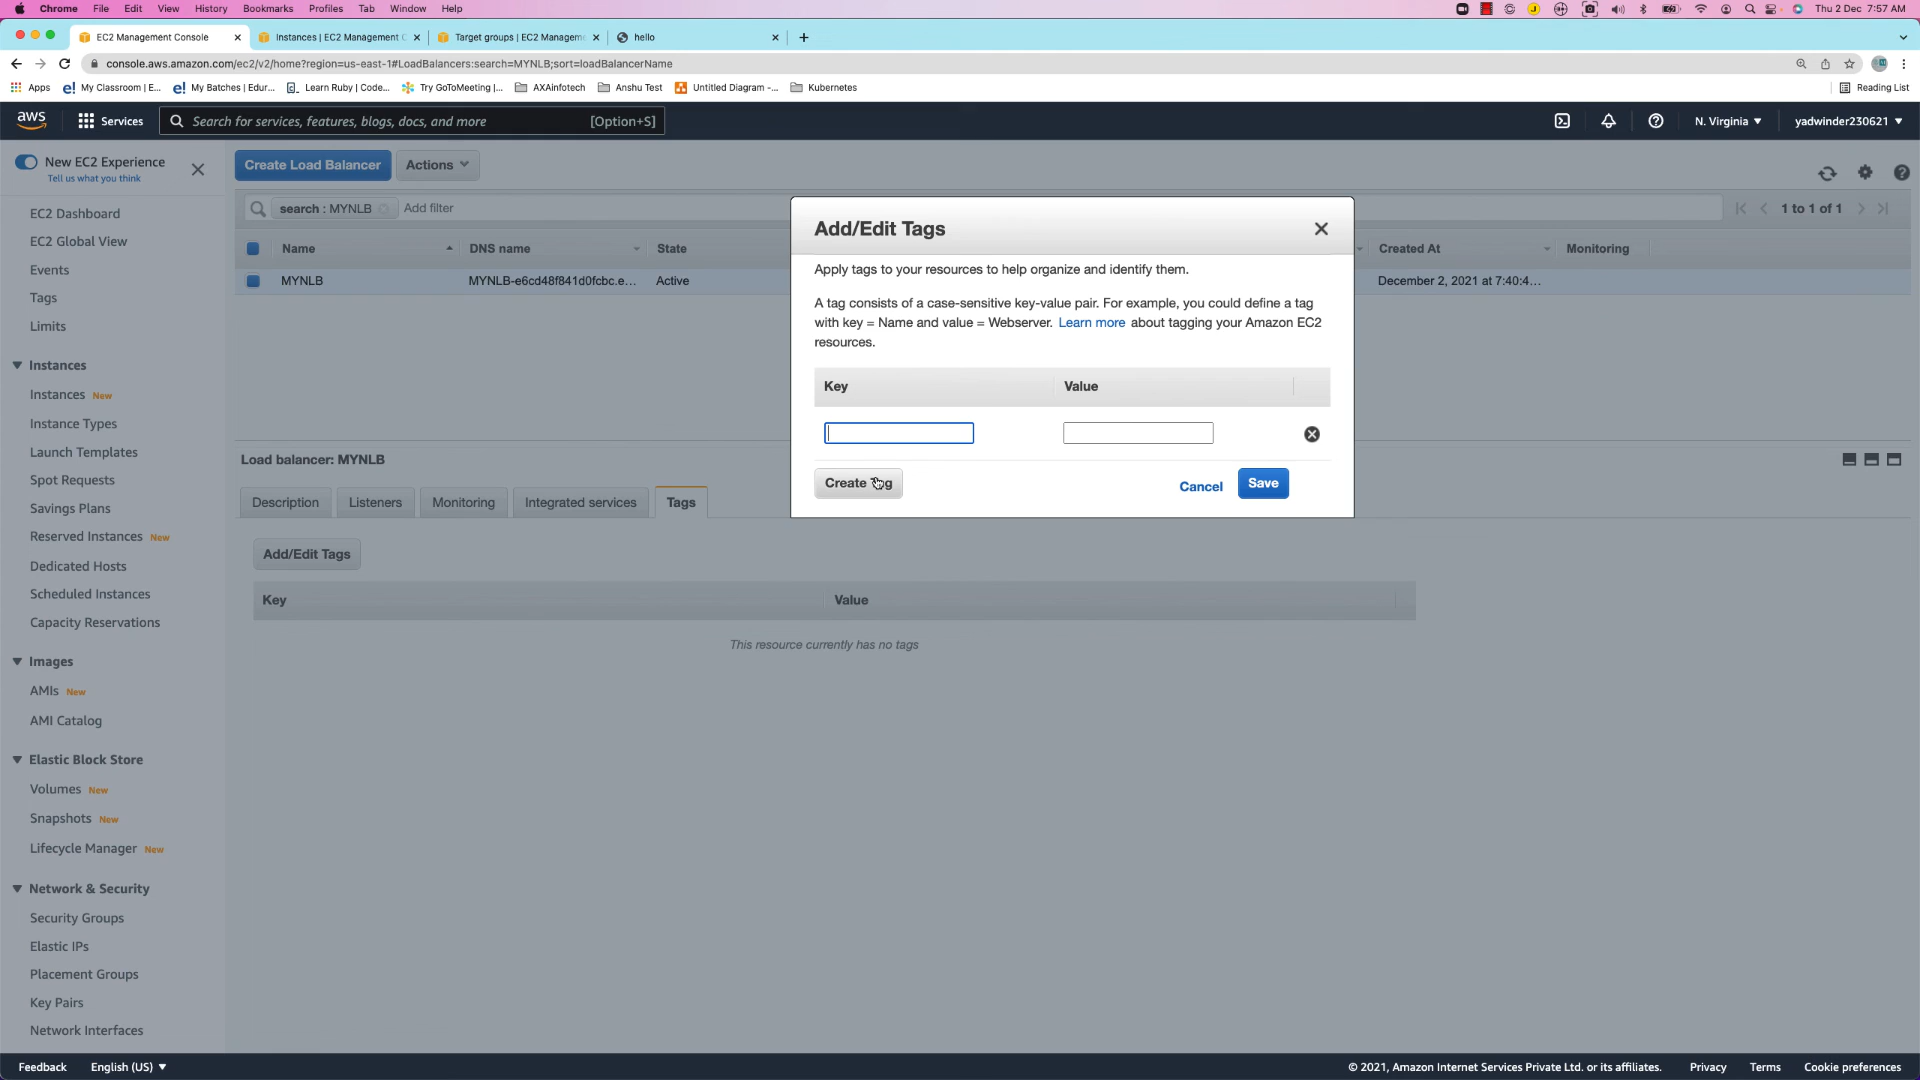 Chrome File Edit View History Bookmarks Profiles Tab Window Help Thu 2 Dec 7:57 AM
EC2 Management Console Instances | EC2 Management C Target groups | EC2 Manageme hello
console.aws.amazon.com/ec2/v2/home?region=us-east-1#LoadBalancers:search=MYNLB;sort=loadBalancerName
Apps My Classroom | E... My Batches | Edur... Learn Ruby | Code... Try GoToMeeting |... AXAinfotech Anshu Test Untitled Diagram -... Kubernetes Reading List
aws Services Search for services, features, blogs, docs, and more [Option+S] N. Virginia yadwinder230621
New EC2 Experience
Tell us what you think
Create Load Balancer Actions
search : MYNLB Add filter 1 to 1 of 1
Name DNS name State Created At Monitoring
MYNLB MYNLB-e6cd48f841d0fcbc.e... Active December 2, 2021 at 7:40:4...
Add/Edit Tags
Apply tags to your resources to help organize and identify them.
A tag consists of a case-sensitive key-value pair. For example, you could define a tag
with key = Name and value = Webserver. Learn more about tagging your Amazon EC2
resources.
Key Value
Create Tag Cancel Save
Load balancer: MYNLB
Description Listeners Monitoring Integrated services Tags
Add/Edit Tags
Key Value
This resource currently has no tags
EC2 Dashboard
EC2 Global View
Events
Tags
Limits
Instances
Instances New
Instance Types
Launch Templates
Spot Requests
Savings Plans
Reserved Instances New
Dedicated Hosts
Scheduled Instances
Capacity Reservations
Images
AMIs New
AMI Catalog
Elastic Block Store
Volumes New
Snapshots New
Lifecycle Manager New
Network & Security
Security Groups
Elastic IPs
Placement Groups
Key Pairs
Network Interfaces
Feedback English (US) © 2021, Amazon Internet Services Private Ltd. or its affiliates. Privacy Terms Cookie preferences